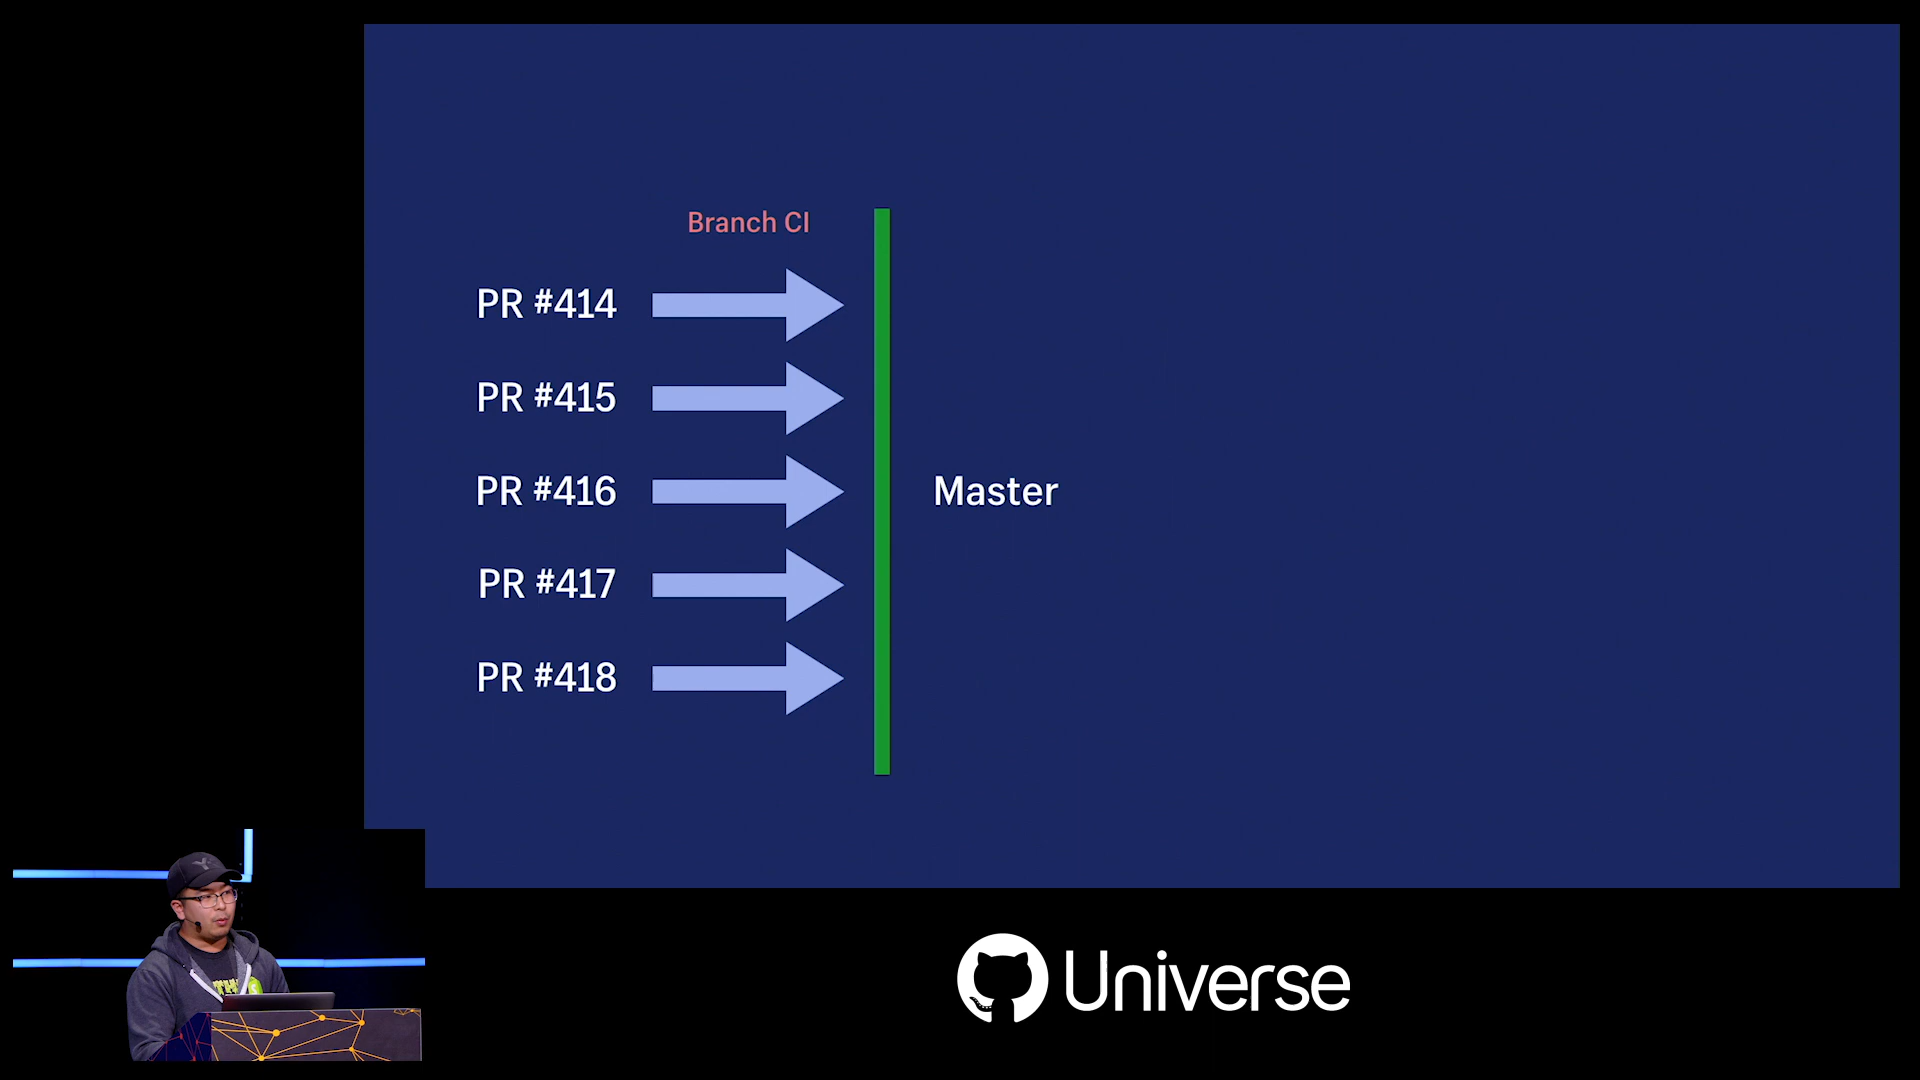 Branch CI
PR #414
PR #415
PR #416
PR #417
PR #418
Master
Universe